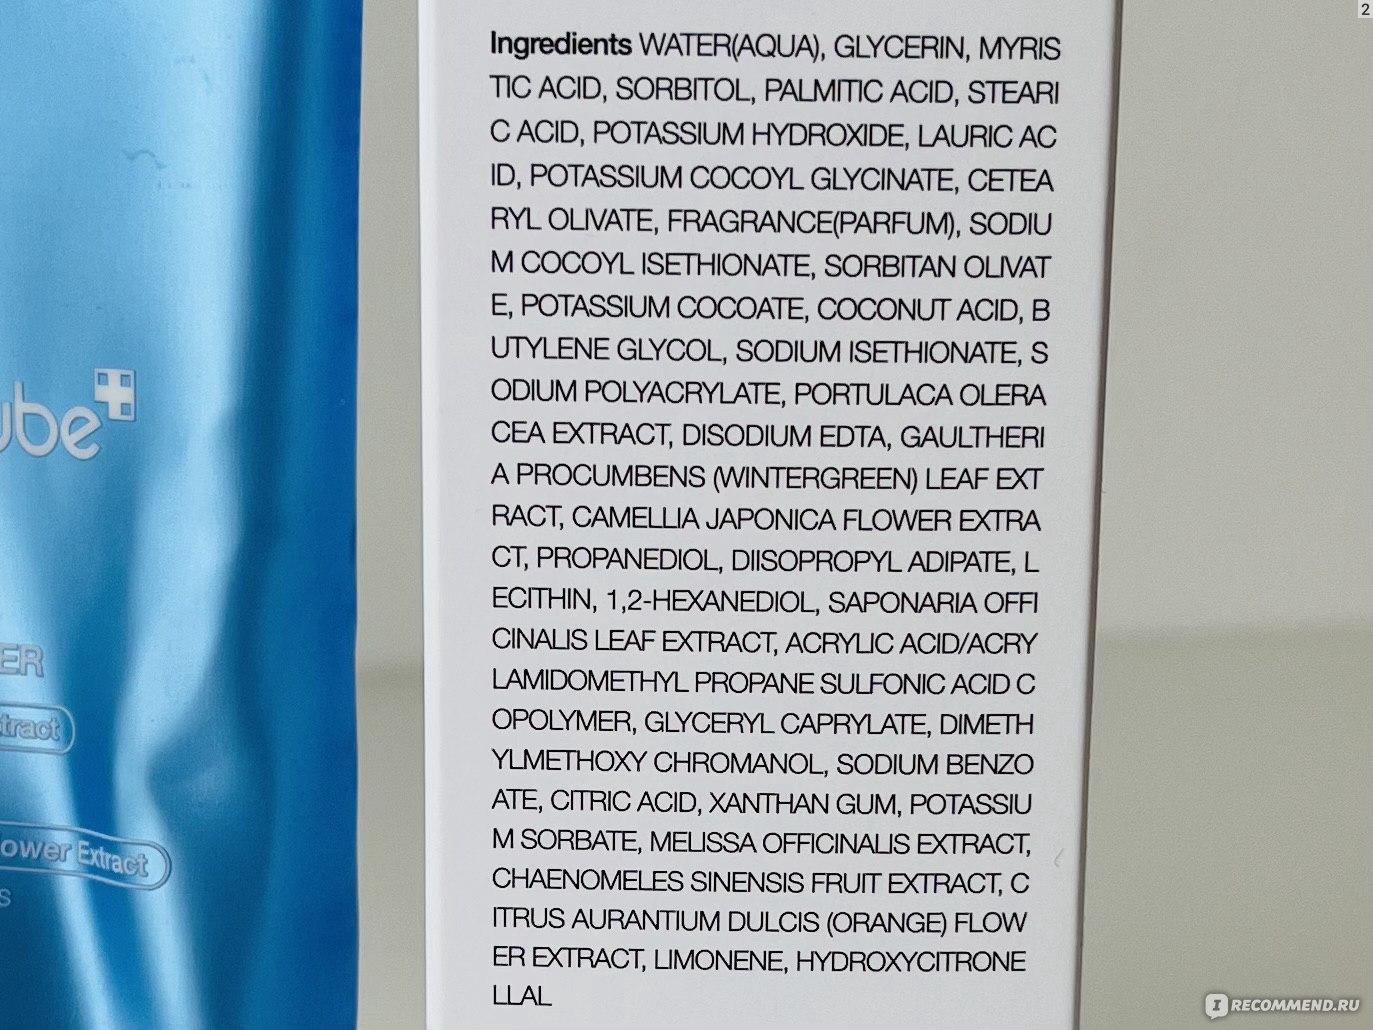 2
Ingredients WATER(AQUA), GLYCERIN, MYRIS
TIC ACID, SORBITOL, PALMITIC ACID, STEARI
C ACID, POTASSIUM HYDROXIDE, LAURIC AC
ID, POTASSIUM COCOYL GLYCINATE, CETEA
RYL OLIVATE, FRAGRANCE(PARFUM), SODIU
M COCOYL ISETHIONATE, SORBITAN OLIVAT
E, POTASSIUM COCOATE, COCONUT ACID, B
UTYLENE GLYCOL, SODIUM ISETHIONATE, S
ODIUM POLYACRYLATE, PORTULACA OLERA
CEA EXTRACT, DISODIUM EDTA, GAULTHERI
A PROCUMBENS (WINTERGREEN) LEAF EXT
RACT, CAMELLIA JAPONICA FLOWER EXTRA
CT, PROPANEDIOL, DIISOPROPYL ADIPATE, L
ECITHIN, 1,2-HEXANEDIOL, SAPONARIA OFFI
CINALIS LEAF EXTRACT, ACRYLIC ACID/ACRY
LAMIDOMETHYL PROPANE SULFONIC ACID C
OPOLYMER, GLYCERYL CAPRYLATE, DIMETH
YLMETHOXY CHROMANOL, SODIUM BENZO
ATE, CITRIC ACID, XANTHAN GUM, POTASSIU
M SORBATE, MELISSA OFFICINALIS EXTRACT,
CHAENOMELES SINENSIS FRUIT EXTRACT, C
ITRUS AURANTIUM DULCIS (ORANGE) FLOW
ER EXTRACT, LIMONENE, HYDROXYCITRONE
LLAL
ube
ER
tract
lower Extract
S
IRECOMMEND.RU